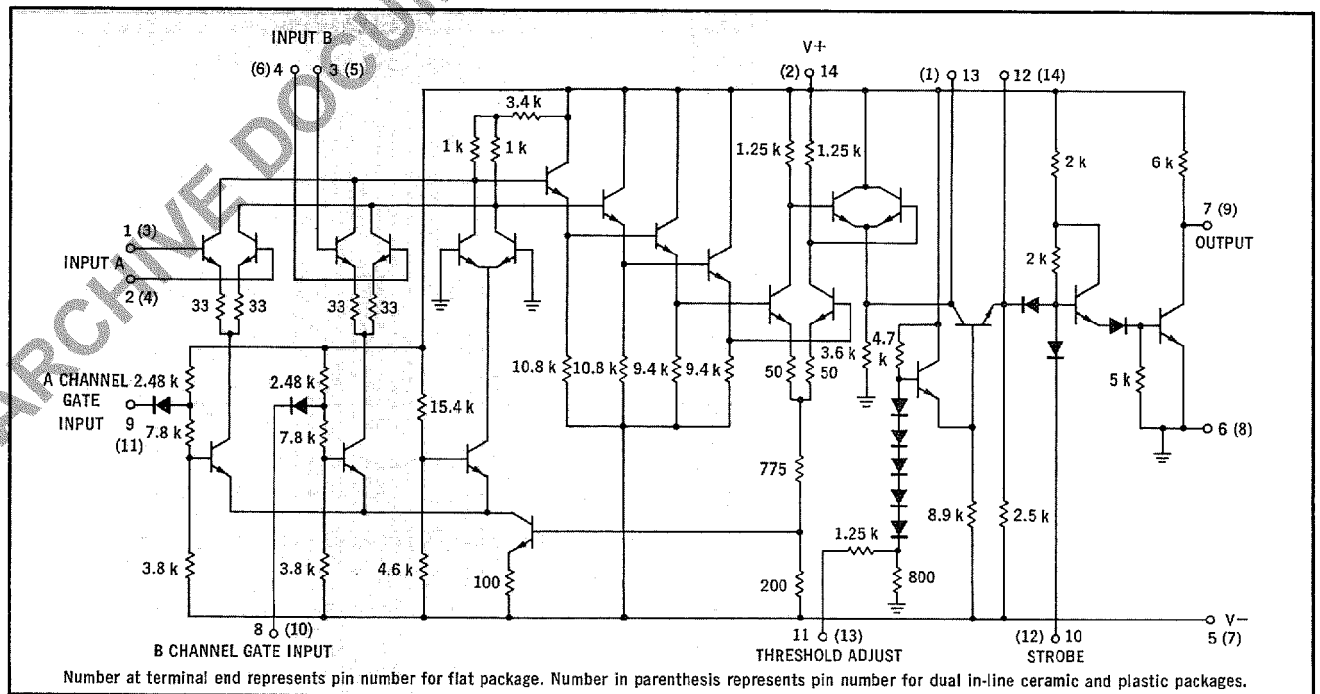 ARCHIVE DOCU
INPUT B
(6) 4
3 (5)
V+
(2) 14
(1) 13
12 (14)
3.4 k
1 k
1 k
1.25 k
1.25 k
2 k
6 k
7 (9)
OUTPUT
1 (3)
INPUT A
2 (4)
2 k
33
33
33
33
10.8 k
10.8 k
9.4 k
9.4 k
50
3.6 k
50
4.7
k
5 k
6 (8)
A CHANNEL
GATE
INPUT
9
(11)
2.48 k
2.48 k
7.8 k
7.8 k
15.4 k
775
8.9 k
2.5 k
1.25 k
3.8 k
3.8 k
4.6 k
100
200
800
8 (10)
B CHANNEL GATE INPUT
11 (13)
THRESHOLD ADJUST
(12) 10
STROBE
V–
5 (7)
Number at terminal end represents pin number for flat package. Number in parenthesis represents pin number for dual in-line ceramic and plastic packages.